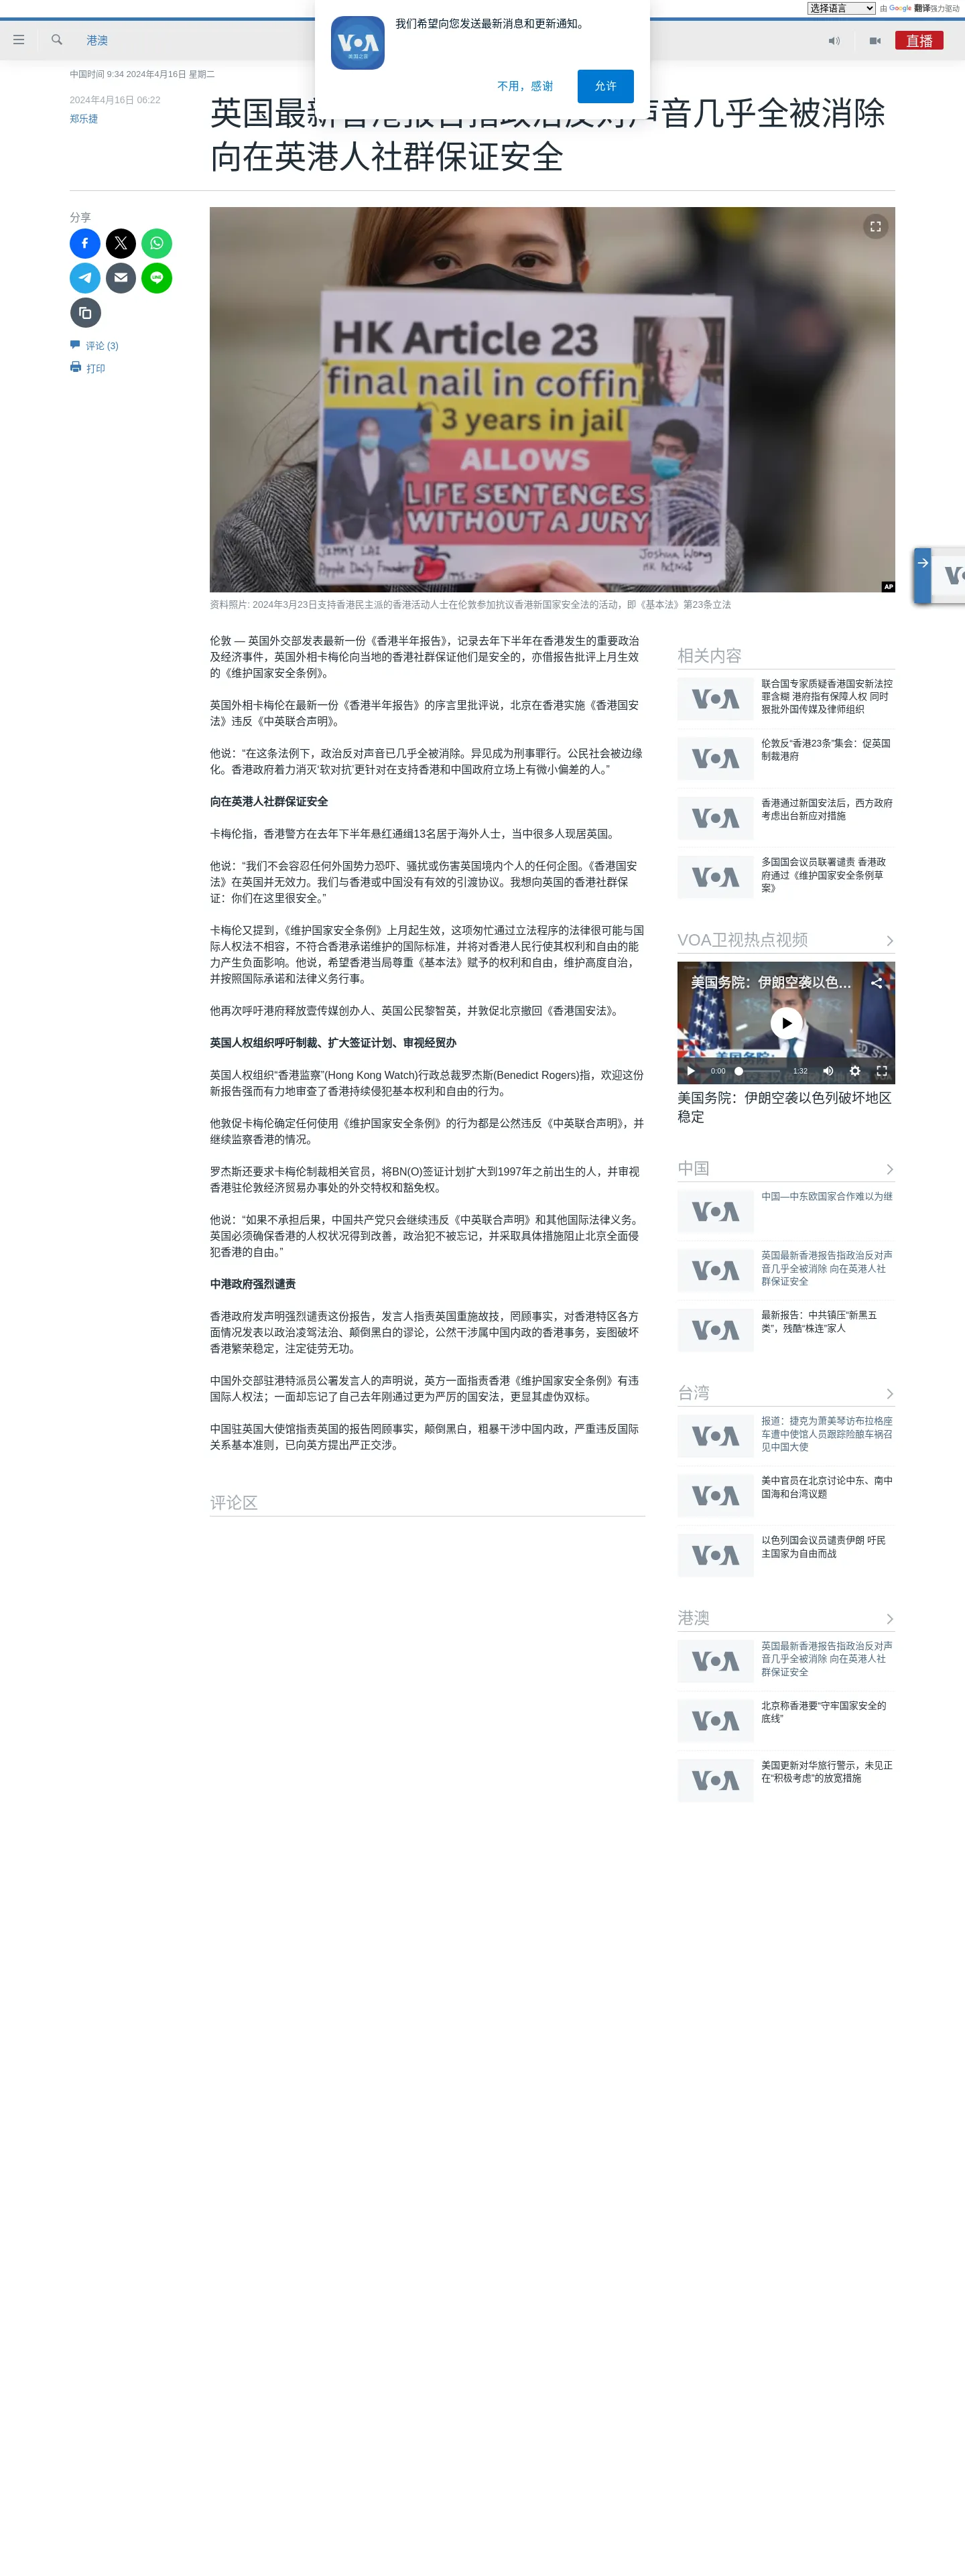 选择语言 由 Google 翻译强力驱动
我们希望向您发送最新消息和更新通知。
不用，感谢
允许
港澳
直播
中国时间 9:34 2024年4月16日 星期二
2024年4月16日 06:22
郑乐捷
英国最新香港报告指政治反对声音几乎全被消除
向在英港人社群保证安全
分享
评论 (3)
打印
HK Article 23
final nail in coffin
3 years in jail
ALLOWS
LIFE SENTENCES
WITHOUT A JURY
JIMMY LAI
Apple Daily Founder
Joshua Wong
HK Activist
AP
资料照片: 2024年3月23日支持香港民主派的香港活动人士在伦敦参加抗议香港新国家安全法的活动，即《基本法》第23条立法
伦敦 — 英国外交部发表最新一份《香港半年报告》，记录去年下半年在香港发生的重要政治
及经济事件，英国外相卡梅伦向当地的香港社群保证他们是安全的，亦借报告批评上月生效
的《维护国家安全条例》。
英国外相卡梅伦在最新一份《香港半年报告》的序言里批评说，北京在香港实施《香港国安
法》违反《中英联合声明》。
他说：“在这条法例下，政治反对声音已几乎全被消除。异见成为刑事罪行。公民社会被边缘
化。香港政府着力消灭‘软对抗’更针对在支持香港和中国政府立场上有微小偏差的人。”
向在英港人社群保证安全
卡梅伦指，香港警方在去年下半年悬红通缉13名居于海外人士，当中很多人现居英国。
他说：“我们不会容忍任何外国势力恐吓、骚扰或伤害英国境内个人的任何企图。《香港国安
法》在英国并无效力。我们与香港或中国没有有效的引渡协议。我想向英国的香港社群保
证：你们在这里很安全。”
卡梅伦又提到，《维护国家安全条例》上月起生效，这项匆忙通过立法程序的法律很可能与国
际人权法不相容，不符合香港承诺维护的国际标准，并将对香港人民行使其权利和自由的能
力产生负面影响。他说，希望香港当局尊重《基本法》赋予的权利和自由，维护高度自治，
并按照国际承诺和法律义务行事。
他再次呼吁港府释放壹传媒创办人、英国公民黎智英，并敦促北京撤回《香港国安法》。
英国人权组织呼吁制裁、扩大签证计划、审视经贸办
英国人权组织“香港监察”(Hong Kong Watch)行政总裁罗杰斯(Benedict Rogers)指，欢迎这份
新报告强而有力地审查了香港持续侵犯基本权利和自由的行为。
他敦促卡梅伦确定任何使用《维护国家安全条例》的行为都是公然违反《中英联合声明》，并
继续监察香港的情况。
罗杰斯还要求卡梅伦制裁相关官员，将BN(O)签证计划扩大到1997年之前出生的人，并审视
香港驻伦敦经济贸易办事处的外交特权和豁免权。
他说：“如果不承担后果，中国共产党只会继续违反《中英联合声明》和其他国际法律义务。
英国必须确保香港的人权状况得到改善，政治犯不被忘记，并采取具体措施阻止北京全面侵
犯香港的自由。”
中港政府强烈谴责
香港政府发声明强烈谴责这份报告，发言人指责英国重施故技，罔顾事实，对香港特区各方
面情况发表以政治凌驾法治、颠倒黑白的谬论，公然干涉属中国内政的香港事务，妄图破坏
香港繁荣稳定，注定徒劳无功。
中国外交部驻港特派员公署发言人的声明说，英方一面指责香港《维护国家安全条例》有违
国际人权法；一面却忘记了自己去年刚通过更为严厉的国安法，更显其虚伪双标。
中国驻英国大使馆指责英国的报告罔顾事实，颠倒黑白，粗暴干涉中国内政，严重违反国际
关系基本准则，已向英方提出严正交涉。
评论区
相关内容
联合国专家质疑香港国安新法控
罪含糊 港府指有保障人权 同时
狠批外国传媒及律师组织
伦敦反“香港23条”集会：促英国
制裁港府
香港通过新国安法后，西方政府
考虑出台新应对措施
多国国会议员联署谴责 香港政
府通过《维护国家安全条例草
案》
VOA卫视热点视频
美国务院：伊朗空袭以色...
0:00
1:32
美国务院：伊朗空袭以色列破坏地区
稳定
中国
中国—中东欧国家合作难以为继
英国最新香港报告指政治反对声
音几乎全被消除 向在英港人社
群保证安全
最新报告：中共镇压“新黑五
类”，残酷“株连”家人
台湾
报道：捷克为萧美琴访布拉格座
车遭中使馆人员跟踪险酿车祸召
见中国大使
美中官员在北京讨论中东、南中
国海和台湾议题
以色列国会议员谴责伊朗 吁民
主国家为自由而战
港澳
英国最新香港报告指政治反对声
音几乎全被消除 向在英港人社
群保证安全
北京称香港要“守牢国家安全的
底线”
美国更新对华旅行警示，未见正
在“积极考虑”的放宽措施